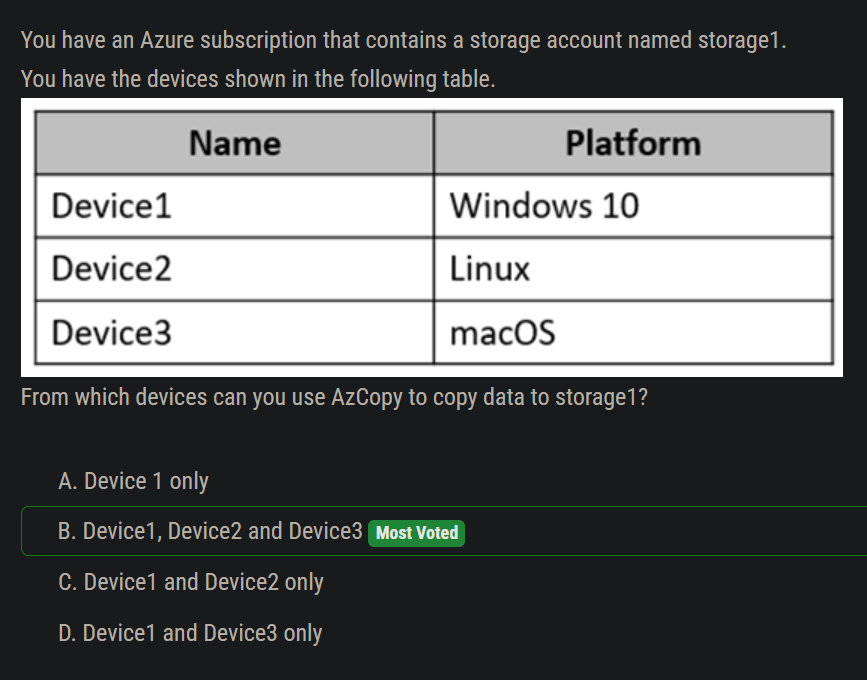 You have an Azure subscription that contains a storage account named storage1.
You have the devices shown in the following table.
Name Platform
Device1 Windows 10
Device2 Linux
Device3 macOS
From which devices can you use AzCopy to copy data to storage1?
A. Device 1 only
B. Device1, Device2 and Device3 Most Voted
C. Device1 and Device2 only
D. Device1 and Device3 only